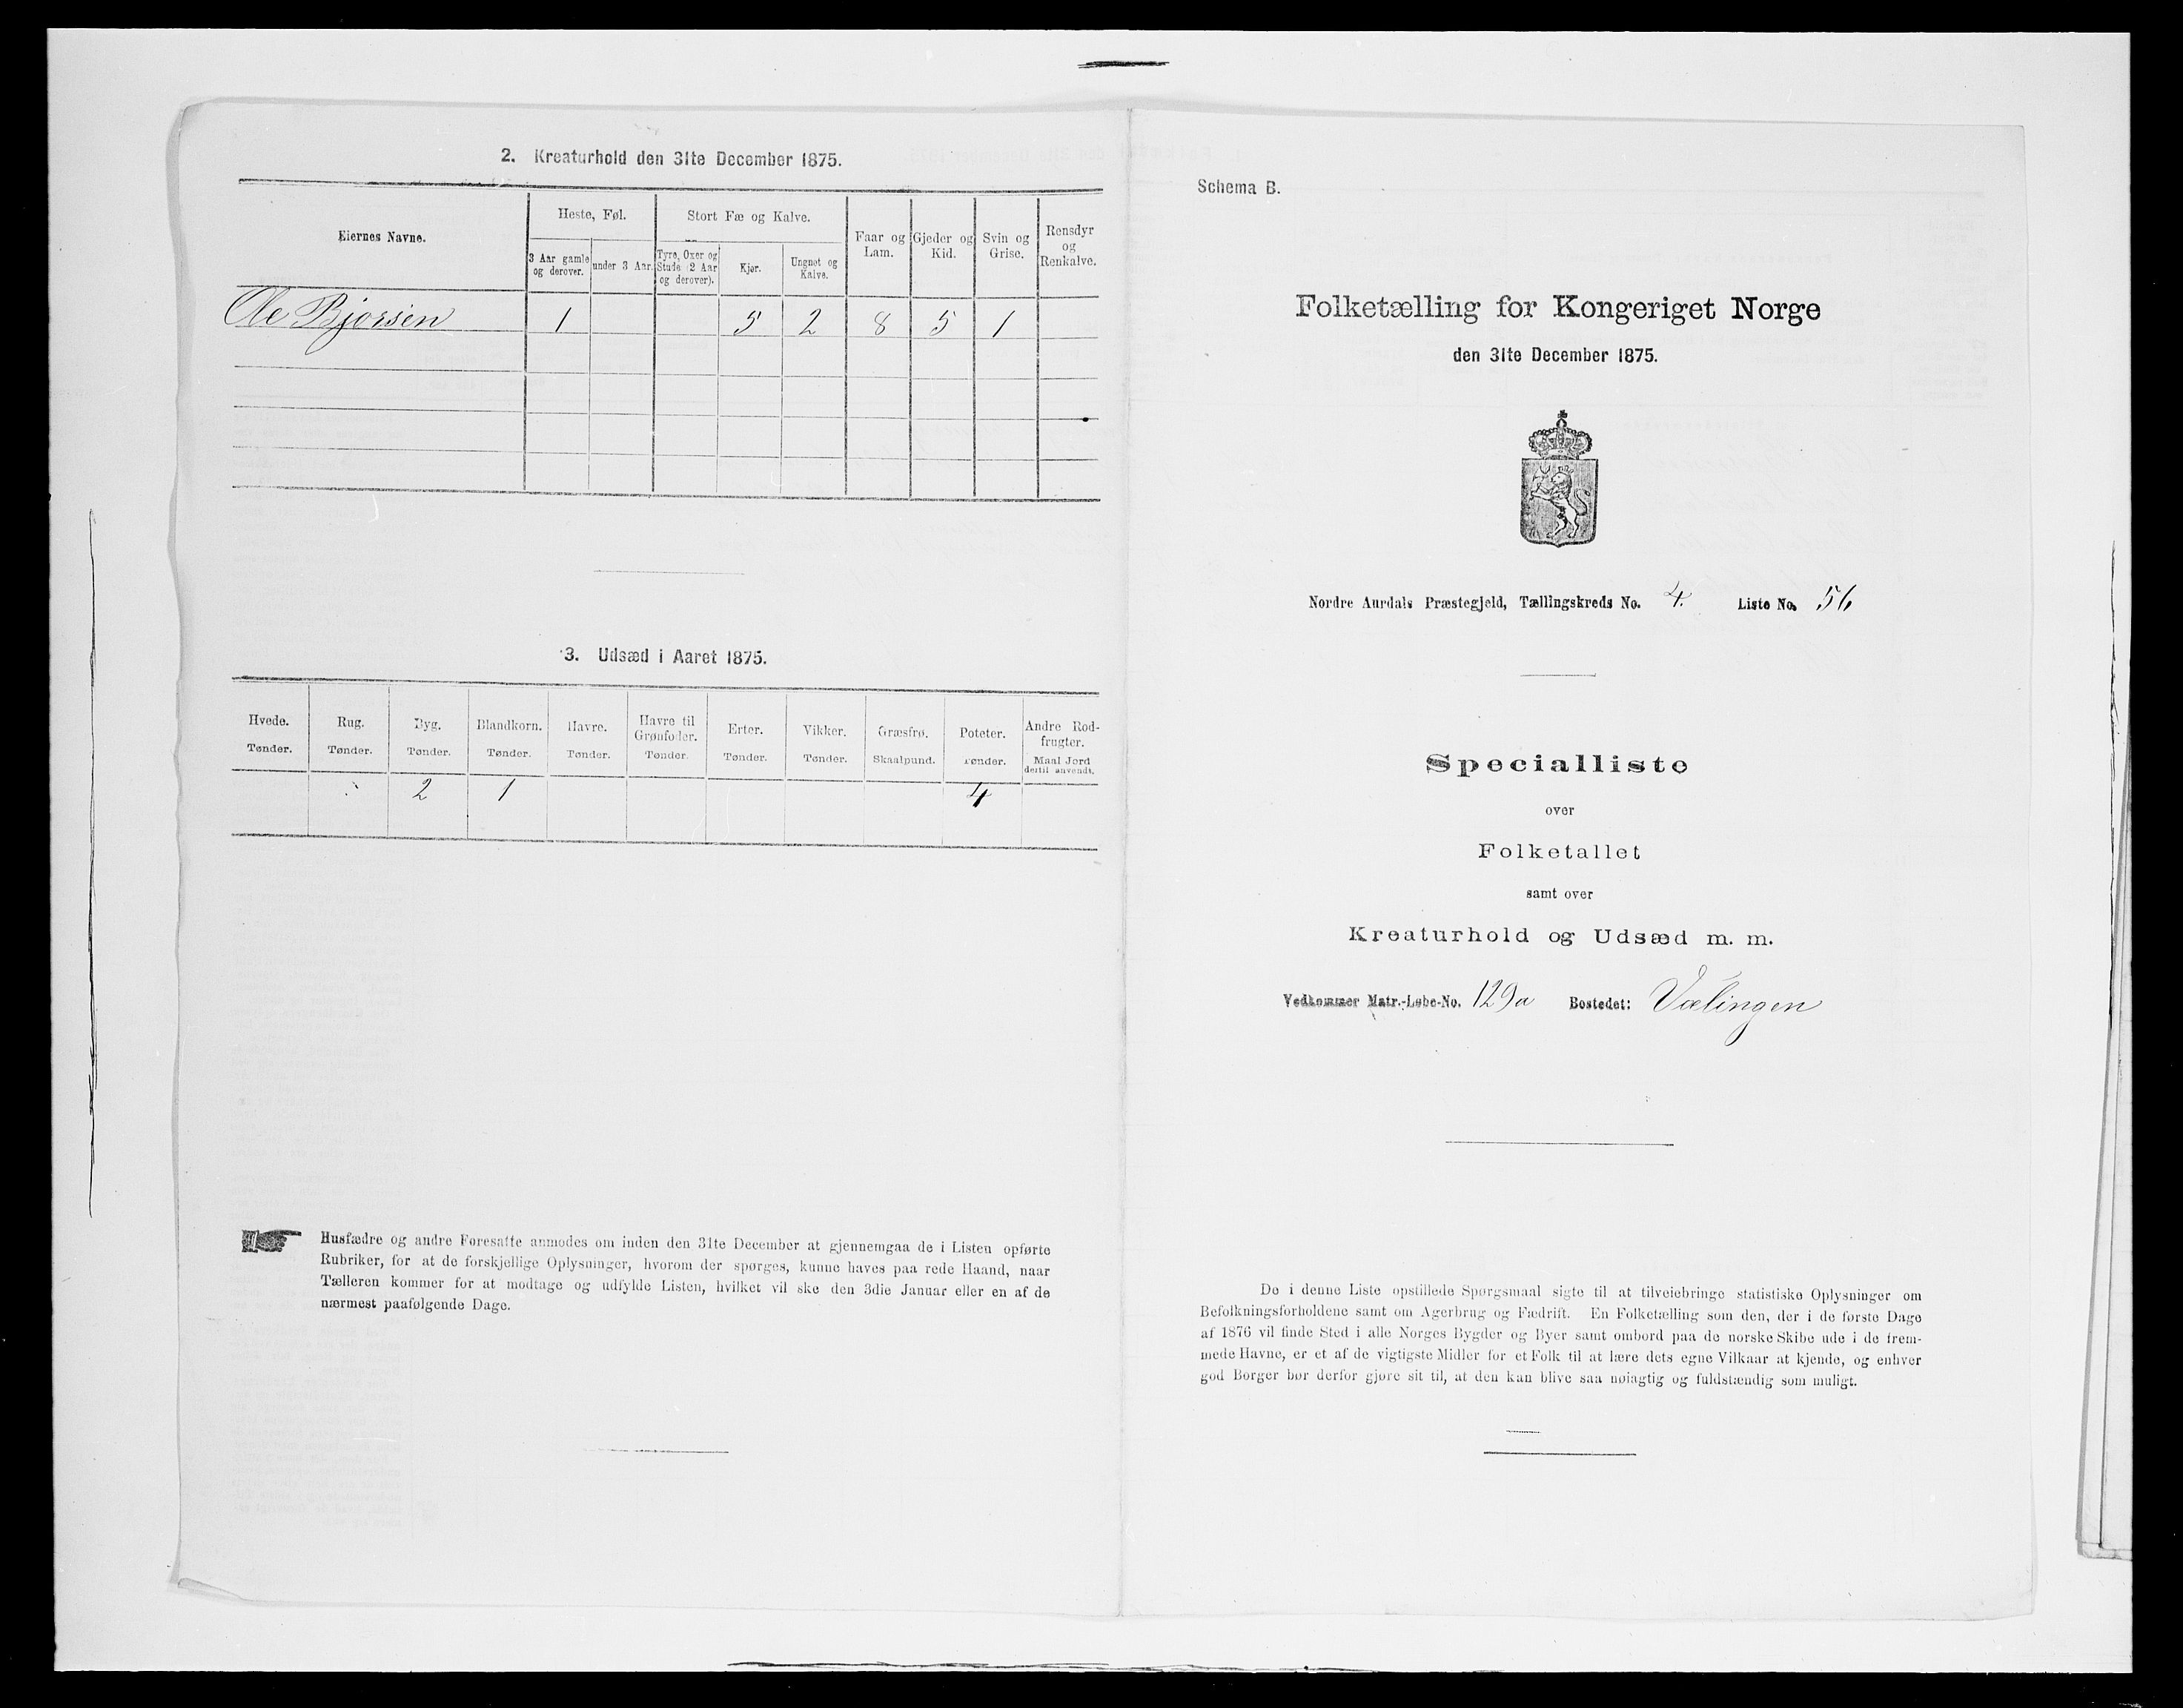 2. Kreaturhold den 31te December 1875.
Eiernes Navne.
Heste, Føl.
Stort Fæ og Kalve.
Faar og Lam.
Gjeder og Kid.
Svin og Grise.
Rensdyr og Renkalve.
3 Aar gamle og derover.
under 3 Aar.
Tyre, Oxer og Stude (2 Aar og derover).
Kjør.
Ungnet og Kalve.
Ole Bjørsen 1 5 2 8 5 1
3. Udsæd i Aaret 1875.
Hvede. Rug. Byg. Blandkorn. Havre. Havre til Grønfoder. Erter. Vikker. Græsfrø. Poteter. Andre Rod-frugter.
Tønder. Tønder. Tønder. Tønder. Tønder. Tønder. Tønder. Tønder. Skaalpund. Tønder. Maal Jord dertil anvendt.
2 1 4
Husfædre og andre Foresatte anmodes om inden den 31te December at gjennemgaa de i Listen opførte
Rubriker, for at de forskjellige Oplysninger, hvorom der spørges, kunne haves paa rede Haand, naar
Tælleren kommer for at modtage og udfylde Listen, hvilket vil ske den 3die Januar eller en af de
nærmest paafølgende Dage.
Schema B.
Folketælling for Kongeriget Norge
den 31te December 1875.
Nordre Aurdals Præstegjeld, Tællingskreds No. 4. Liste No. 56
Specialliste
over
Folketallet
samt over
Kreaturhold og Udsæd m. m.
Vedkommer Matr.-Løbe-No. 129a Bostedet: Vælingen
De i denne Liste opstillede Spørgsmaal sigte til at tilveiebringe statistiske Oplysninger om
Befolkningsforholdene samt om Agerbrug og Fædrift. En Folketælling som den, der i de første Dage
af 1876 vil finde Sted i alle Norges Bygder og Byer samt ombord paa de norske Skibe ude i de frem-
mede Havne, er et af de vigtigste Midler for et Folk til at lære dets egne Vilkaar at kjende, og enhver
god Borger bør derfor gjøre sit til, at den kan blive saa nøiagtig og fuldstændig som muligt.